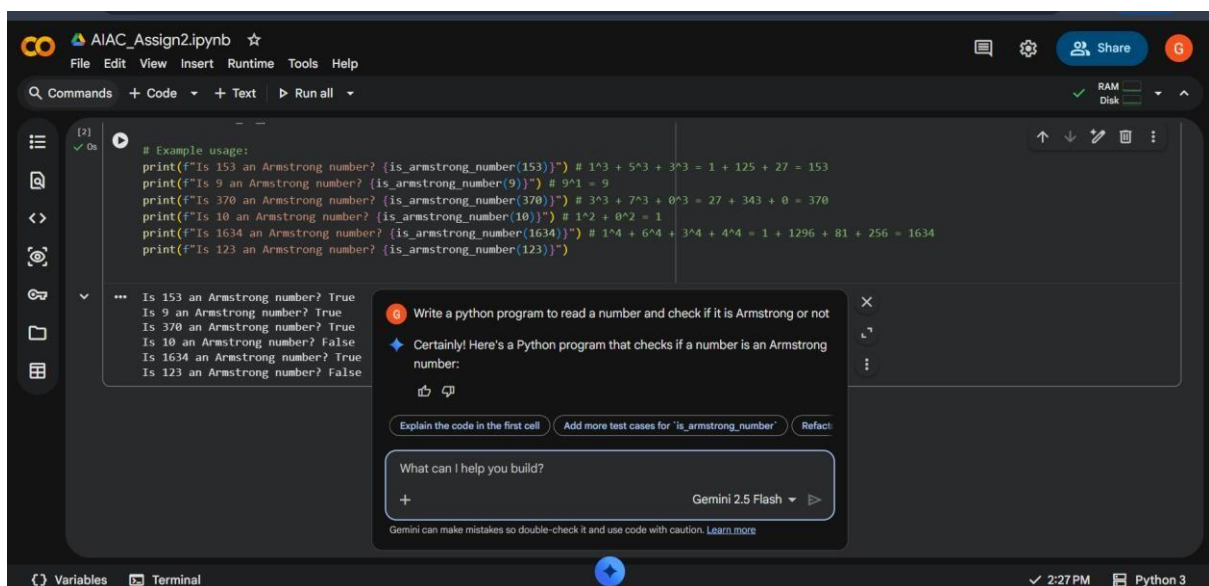 CO AIAC_Assign2.ipynb ☆
File Edit View Insert Runtime Tools Help
Share
G
Commands + Code + Text Run all
RAM
Disk
[2]
0s
# Example usage:
print(f"Is 153 an Armstrong number? {is_armstrong_number(153)}") # 1^3 + 5^3 + 3^3 = 1 + 125 + 27 = 153
print(f"Is 9 an Armstrong number? {is_armstrong_number(9)}") # 9^1 = 9
print(f"Is 370 an Armstrong number? {is_armstrong_number(370)}") # 3^3 + 7^3 + 0^3 = 27 + 343 + 0 = 370
print(f"Is 10 an Armstrong number? {is_armstrong_number(10)}") # 1^2 + 0^2 = 1
print(f"Is 1634 an Armstrong number? {is_armstrong_number(1634)}") # 1^4 + 6^4 + 3^4 + 4^4 = 1 + 1296 + 81 + 256 = 1634
print(f"Is 123 an Armstrong number? {is_armstrong_number(123)}")
Is 153 an Armstrong number? True
Is 9 an Armstrong number? True
Is 370 an Armstrong number? True
Is 10 an Armstrong number? False
Is 1634 an Armstrong number? True
Is 123 an Armstrong number? False
G Write a python program to read a number and check if it is Armstrong or not
Certainly! Here's a Python program that checks if a number is an Armstrong
number:
Explain the code in the first cell Add more test cases for `is_armstrong_number` Refact
What can I help you build?
+ Gemini 2.5 Flash
Gemini can make mistakes so double-check it and use code with caution. Learn more
{} Variables Terminal
2:27 PM Python 3